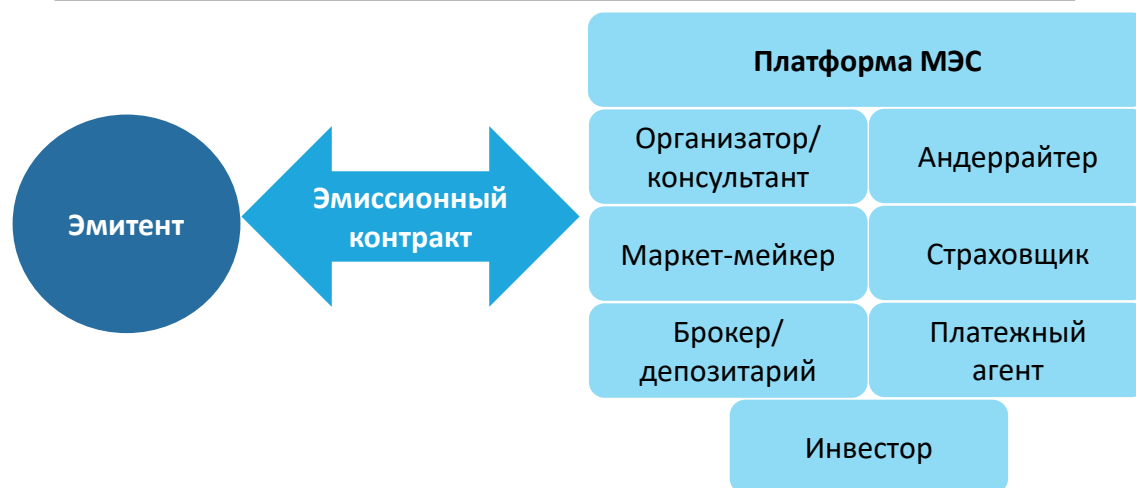 Платформа МЭС
Организатор/
консультант
Андеррайтер
Эмитент
Эмиссионный
контракт
Маркет-мейкер
Страховщик
Брокер/
депозитарий
Платежный
агент
Инвестор